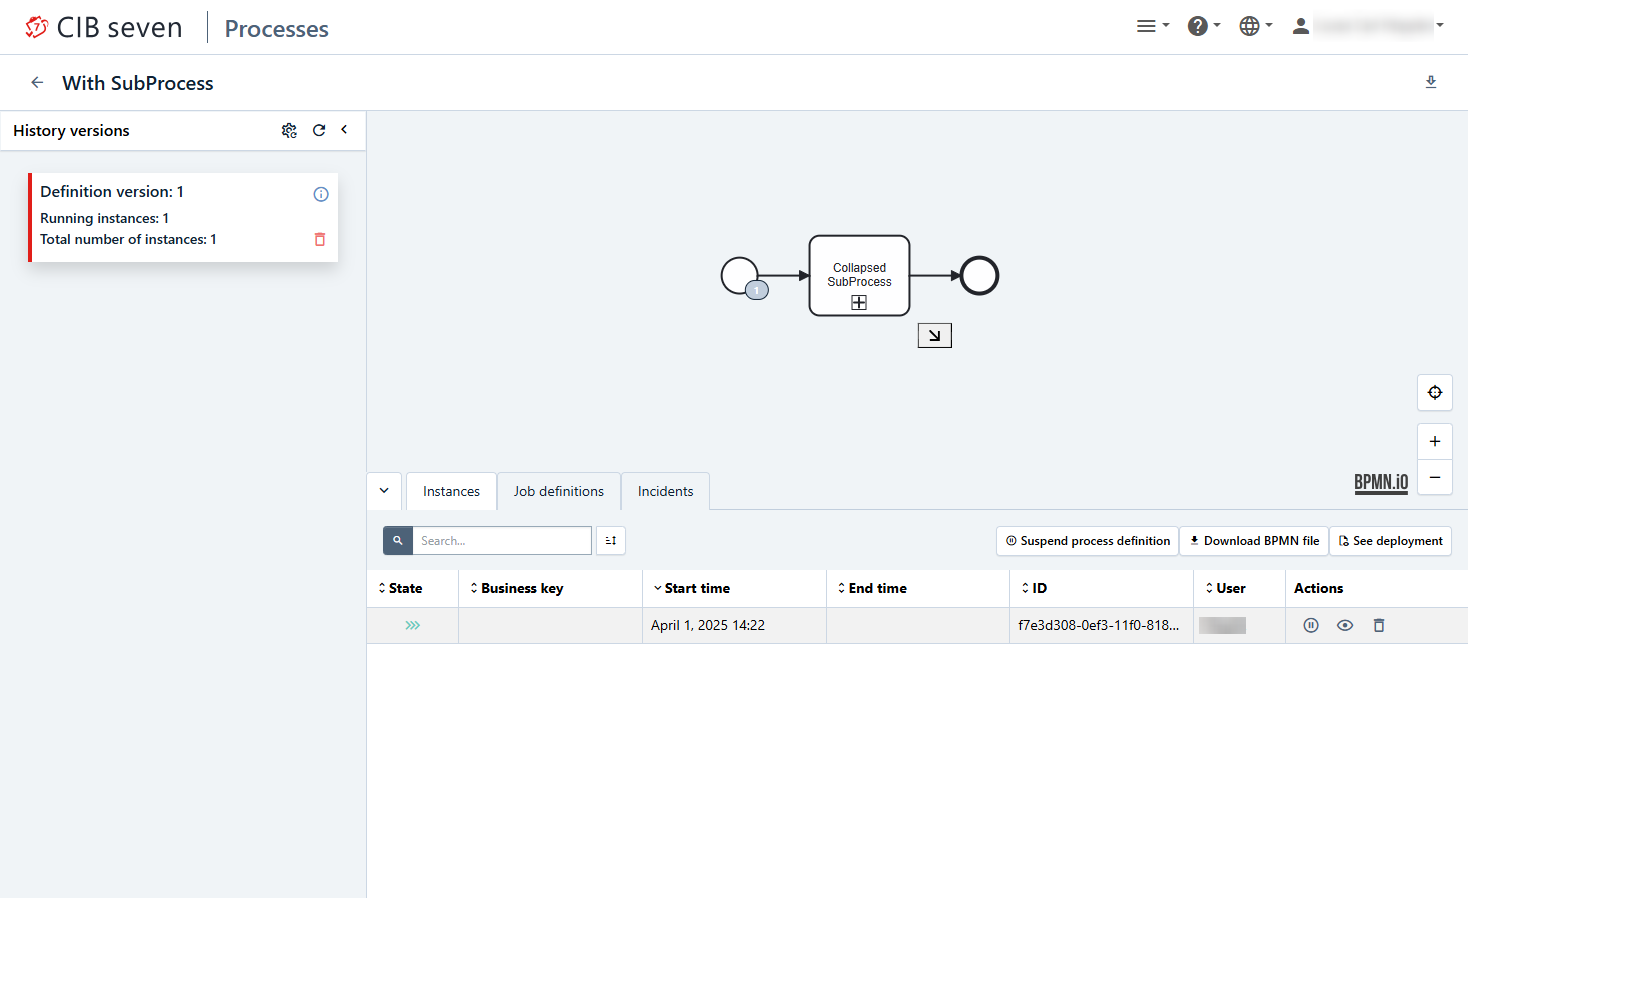 CIB seven
Processes
With SubProcess
History versions
Definition version: 1
Running instances: 1
Total number of instances: 1
Collapsed
SubProcess
1
BPMN.iO
Instances
Job definitions
Incidents
Search...
Suspend process definition
Download BPMN file
See deployment
State
Business key
Start time
End time
ID
User
Actions
April 1, 2025 14:22
f7e3d308-0ef3-11f0-818...